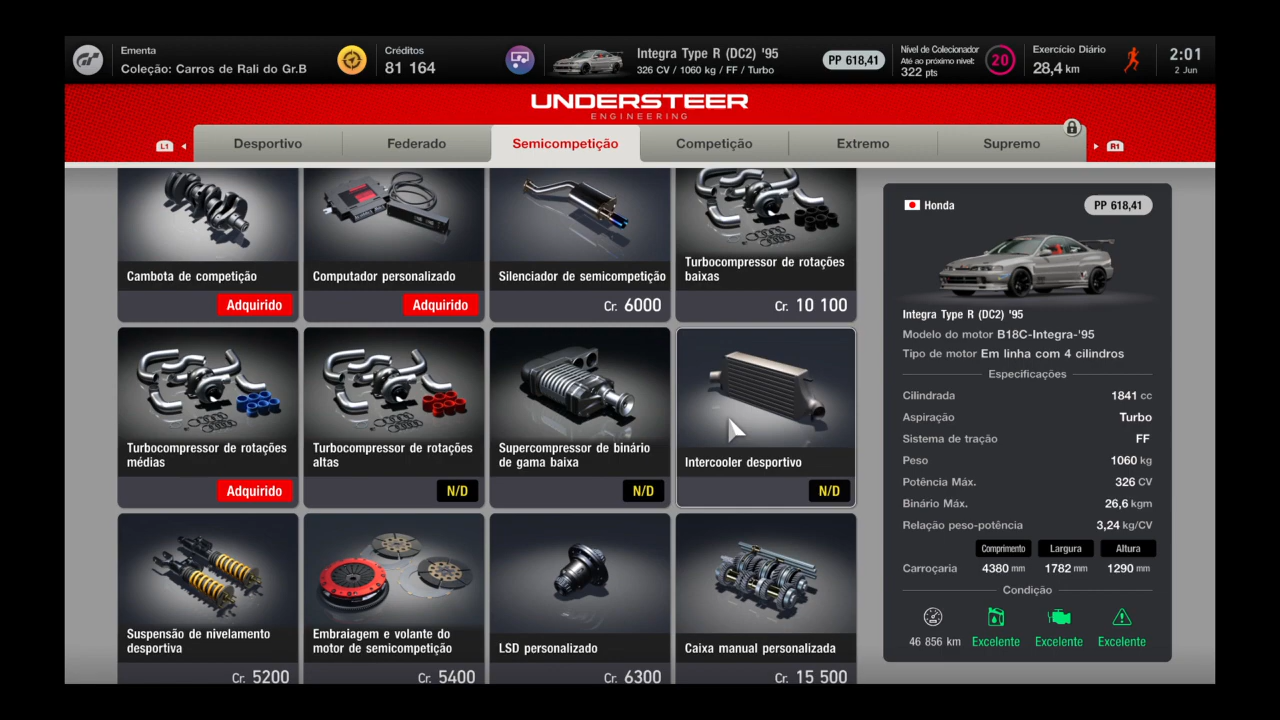 Ementa
Coleção: Carros de Rali do Gr.B
Créditos
81 164
Integra Type R (DC2) '95
326 CV / 1060 kg / FF / Turbo
PP 618,41
Nível de Colecionador
Até ao próximo nível:
322 pts
20
Exercício Diário
28,4 km
2:01
2 Jun
UNDERSTEER
ENGINEERING
L1
Desportivo
Federado
Semicompetição
Competição
Extremo
Supremo
R1
Cambota de competição
Adquirido
Computador personalizado
Adquirido
Silenciador de semicompetição
Cr. 6000
Turbocompressor de rotações
baixas
Cr. 10 100
Turbocompressor de rotações
médias
Adquirido
Turbocompressor de rotações
altas
N/D
Supercompressor de binário
de gama baixa
N/D
Intercooler desportivo
N/D
Suspensão de nivelamento
desportiva
Cr. 5200
Embraiagem e volante do
motor de semicompetição
Cr. 5400
LSD personalizado
Cr. 6300
Caixa manual personalizada
Cr. 15 500
Honda
PP 618,41
Integra Type R (DC2) '95
Modelo do motor B18C-Integra-'95
Tipo de motor Em linha com 4 cilindros
Especificações
Cilindrada 1841 cc
Aspiração Turbo
Sistema de tração FF
Peso 1060 kg
Potência Máx. 326 CV
Binário Máx. 26,6 kgm
Relação peso-potência 3,24 kg/CV
Comprimento Largura Altura
Carroçaria 4380 mm 1782 mm 1290 mm
Condição
46 856 km Excelente Excelente Excelente